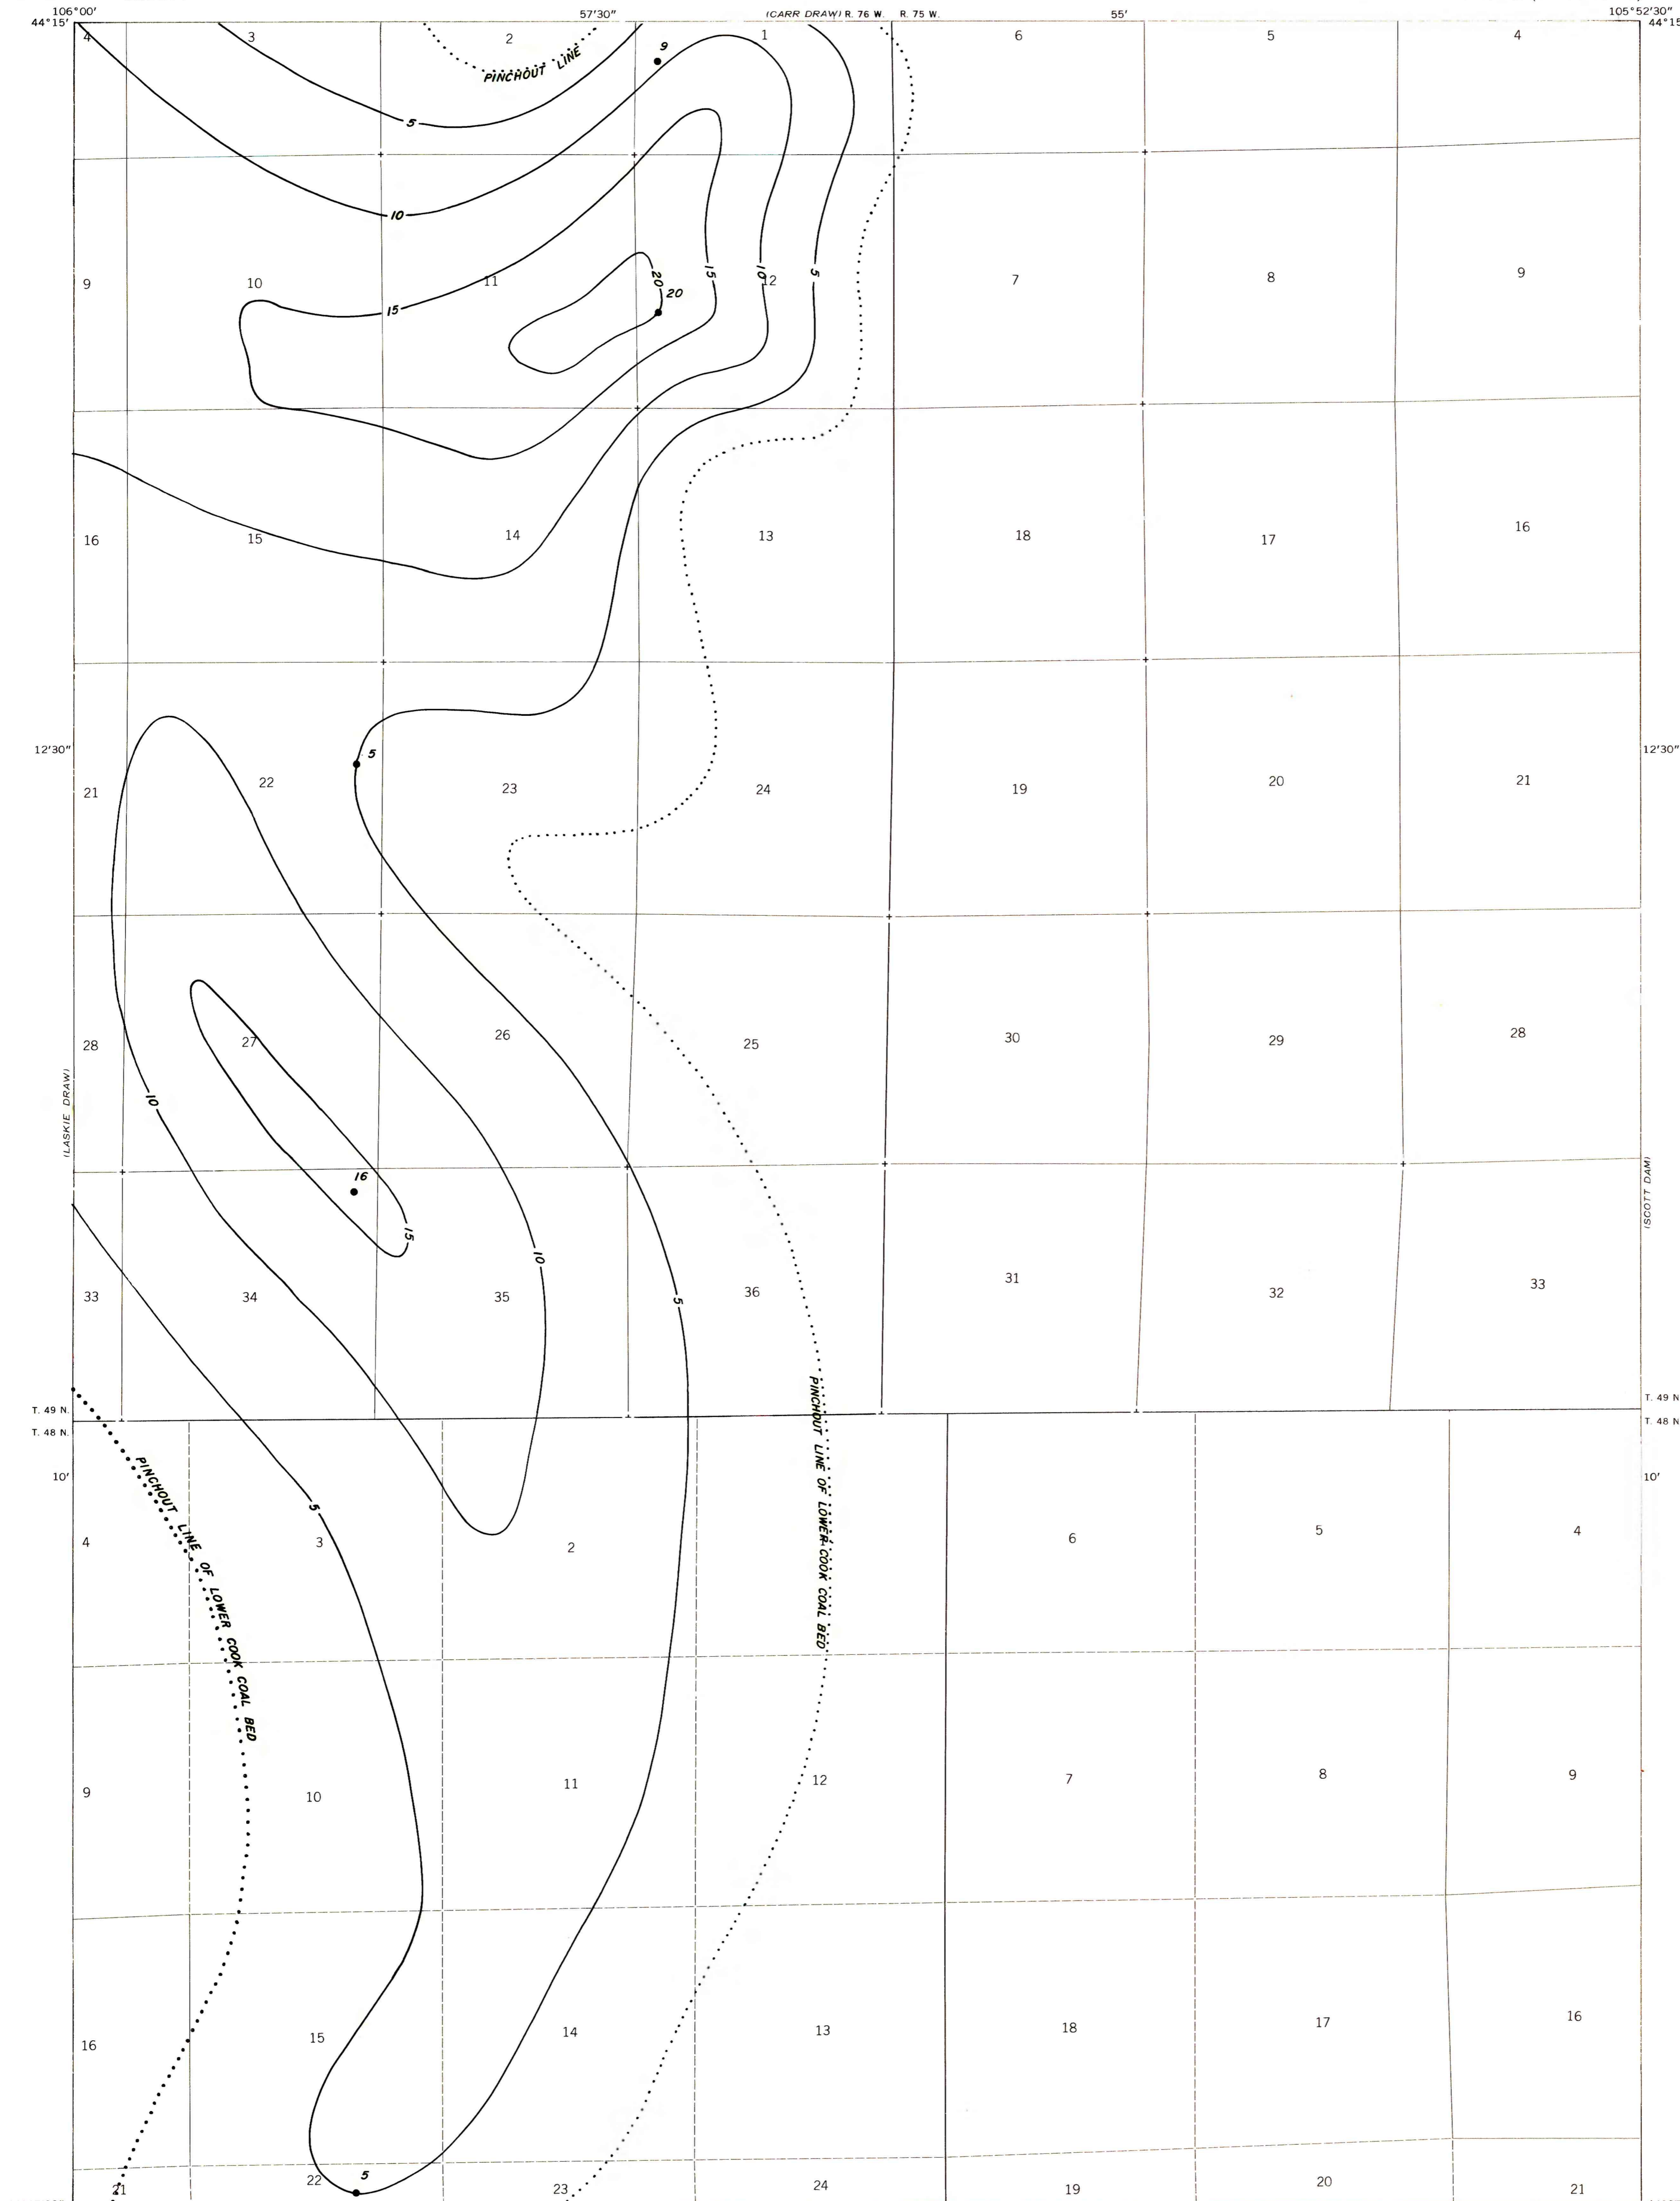 106°00' 57'30" (CARR DRAW) R. 76 W. R. 75 W. 55' 105°52'30"
44°15' 44°15
4 3 2 9 1 6 5 4
PINCHOUT LINE
5
10
9 10 11 20 15 10 12 5 7 8 9
20
15
16 15 14 13 18 17 16
12'30" 5 12'30"
21 22 23 24 19 20 21
28 27 26 25 30 29 28
10
(LASKIE DRAW)
(SCOTT DAM)
16
15 10
33 34 35 5 36 31 32 33
T. 49 N. T. 49 N
T. 48 N. T. 48 N
10' 10'
PINCHOUT LINE OF LOWER COOK COAL BED
PINCHOUT LINE OF LOWER COOK COAL BED
5
4 3 2 6 5 4
9 10 11 12 7 8 9
16 15 14 13 18 17 16
5
21 22 23 24 19 20 21